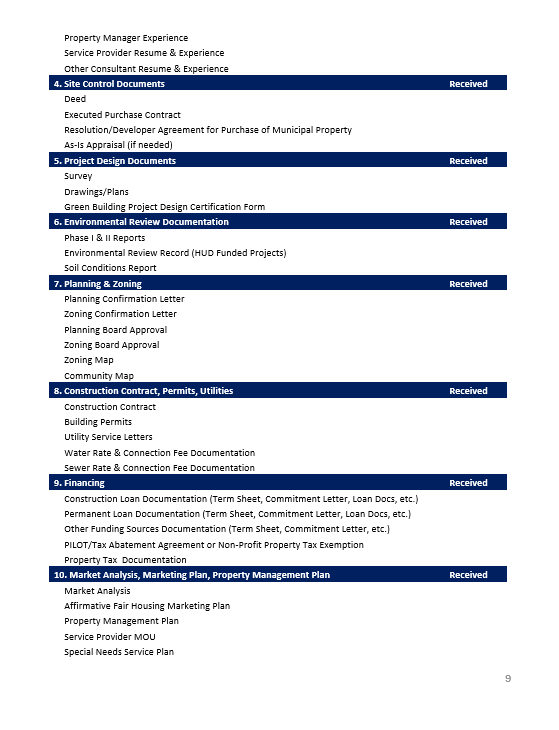 Property Manager Experience
Service Provider Resume & Experience
Other Consultant Resume & Experience
4. Site Control Documents Received
Deed
Executed Purchase Contract
Resolution/Developer Agreement for Purchase of Municipal Property
As-Is Appraisal (if needed)
5. Project Design Documents Received
Survey
Drawings/Plans
Green Building Project Design Certification Form
6. Environmental Review Documentation Received
Phase I & II Reports
Environmental Review Record (HUD Funded Projects)
Soil Conditions Report
7. Planning & Zoning Received
Planning Confirmation Letter
Zoning Confirmation Letter
Planning Board Approval
Zoning Board Approval
Zoning Map
Community Map
8. Construction Contract, Permits, Utilities Received
Construction Contract
Building Permits
Utility Service Letters
Water Rate & Connection Fee Documentation
Sewer Rate & Connection Fee Documentation
9. Financing Received
Construction Loan Documentation (Term Sheet, Commitment Letter, Loan Docs, etc.)
Permanent Loan Documentation (Term Sheet, Commitment Letter, Loan Docs, etc.)
Other Funding Sources Documentation (Term Sheet, Commitment Letter, etc.)
PILOT/Tax Abatement Agreement or Non-Profit Property Tax Exemption
Property Tax Documentation
10. Market Analysis, Marketing Plan, Property Management Plan Received
Market Analysis
Affirmative Fair Housing Marketing Plan
Property Management Plan
Service Provider MOU
Special Needs Service Plan
9